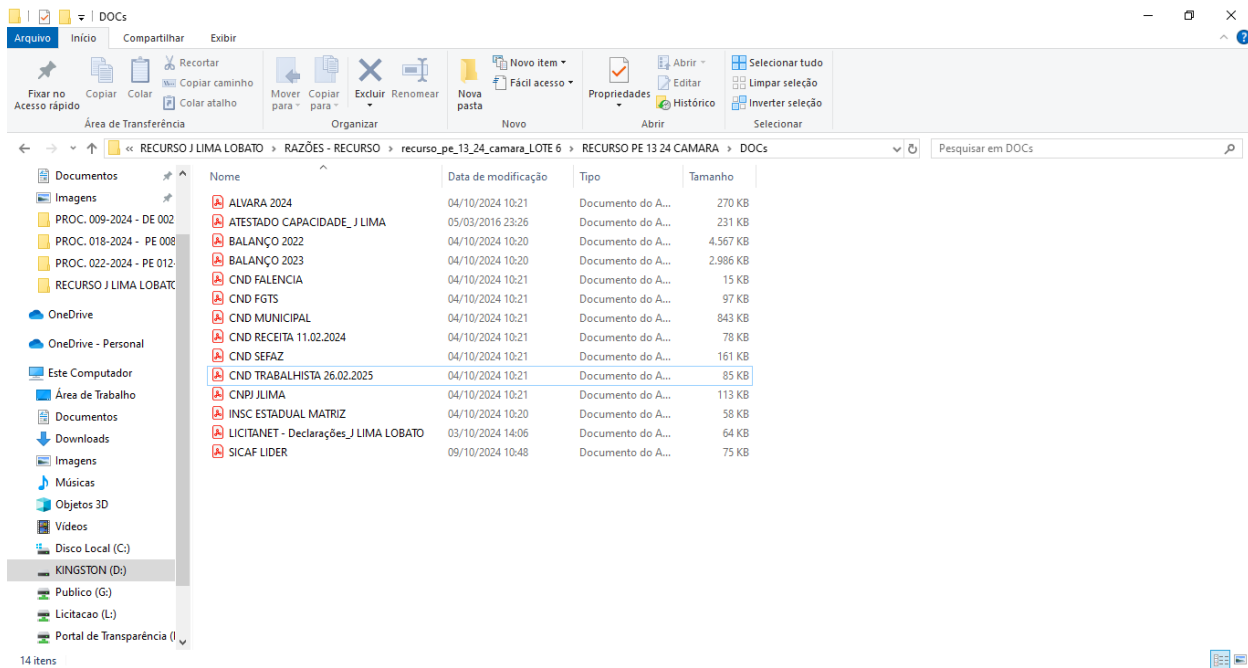 DOCs
Arquivo Início Compartilhar Exibir
Fixar no Acesso rápido
Copiar
Colar
Recortar
Copiar caminho
Colar atalho
Área de Transferência
Mover para
Copiar para
Excluir
Renomear
Organizar
Nova pasta
Novo item
Fácil acesso
Novo
Propriedades
Abrir
Editar
Histórico
Abrir
Selecionar tudo
Limpar seleção
Inverter seleção
Selecionar
« RECURSO J LIMA LOBATO > RAZÕES - RECURSO > recurso_pe_13_24_camara_LOTE 6 > RECURSO PE 13 24 CAMARA > DOCs
Pesquisar em DOCs
Documentos
Imagens
PROC. 009-2024 - DE 002
PROC. 018-2024 - PE 008
PROC. 022-2024 - PE 012-
RECURSO J LIMA LOBATO
OneDrive
OneDrive - Personal
Este Computador
Área de Trabalho
Documentos
Downloads
Imagens
Músicas
Objetos 3D
Vídeos
Disco Local (C:)
KINGSTON (D:)
Publico (G:)
Licitacao (L:)
Portal de Transparência (
Nome Data de modificação Tipo Tamanho
ALVARA 2024 04/10/2024 10:21 Documento do A... 270 KB
ATESTADO CAPACIDADE_ J LIMA 05/03/2016 23:26 Documento do A... 231 KB
BALANÇO 2022 04/10/2024 10:20 Documento do A... 4.567 KB
BALANÇO 2023 04/10/2024 10:20 Documento do A... 2.986 KB
CND FALENCIA 04/10/2024 10:21 Documento do A... 15 KB
CND FGTS 04/10/2024 10:21 Documento do A... 97 KB
CND MUNICIPAL 04/10/2024 10:21 Documento do A... 843 KB
CND RECEITA 11.02.2024 04/10/2024 10:21 Documento do A... 78 KB
CND SEFAZ 04/10/2024 10:21 Documento do A... 161 KB
CND TRABALHISTA 26.02.2025 04/10/2024 10:21 Documento do A... 85 KB
CNPJ JLIMA 04/10/2024 10:21 Documento do A... 113 KB
INSC ESTADUAL MATRIZ 04/10/2024 10:20 Documento do A... 58 KB
LICITANET - Declarações_J LIMA LOBATO 03/10/2024 14:06 Documento do A... 64 KB
SICAF LIDER 09/10/2024 10:48 Documento do A... 75 KB
14 itens